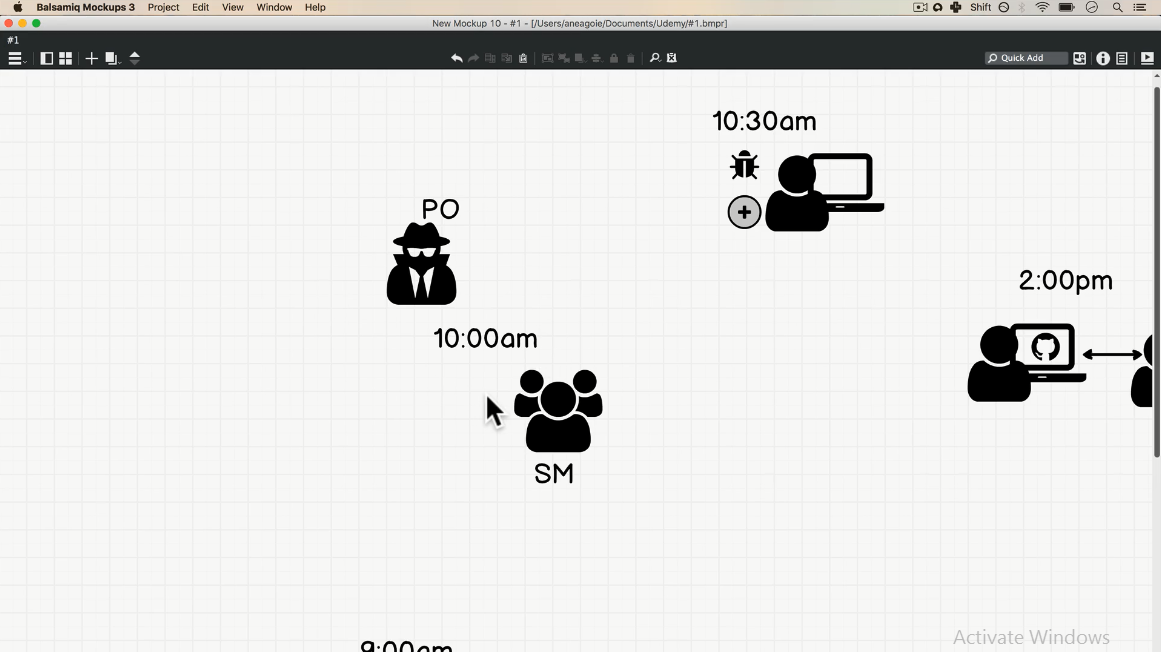 Balsamiq Mockups 3 Project Edit View Window Help Shift
New Mockup 10 - #1 - [/Users/aneagoie/Documents/Udemy/#1.bmpr]
#1
Quick Add
10:30am
PO
2:00pm
10:00am
SM
9:00am
Activate Windows